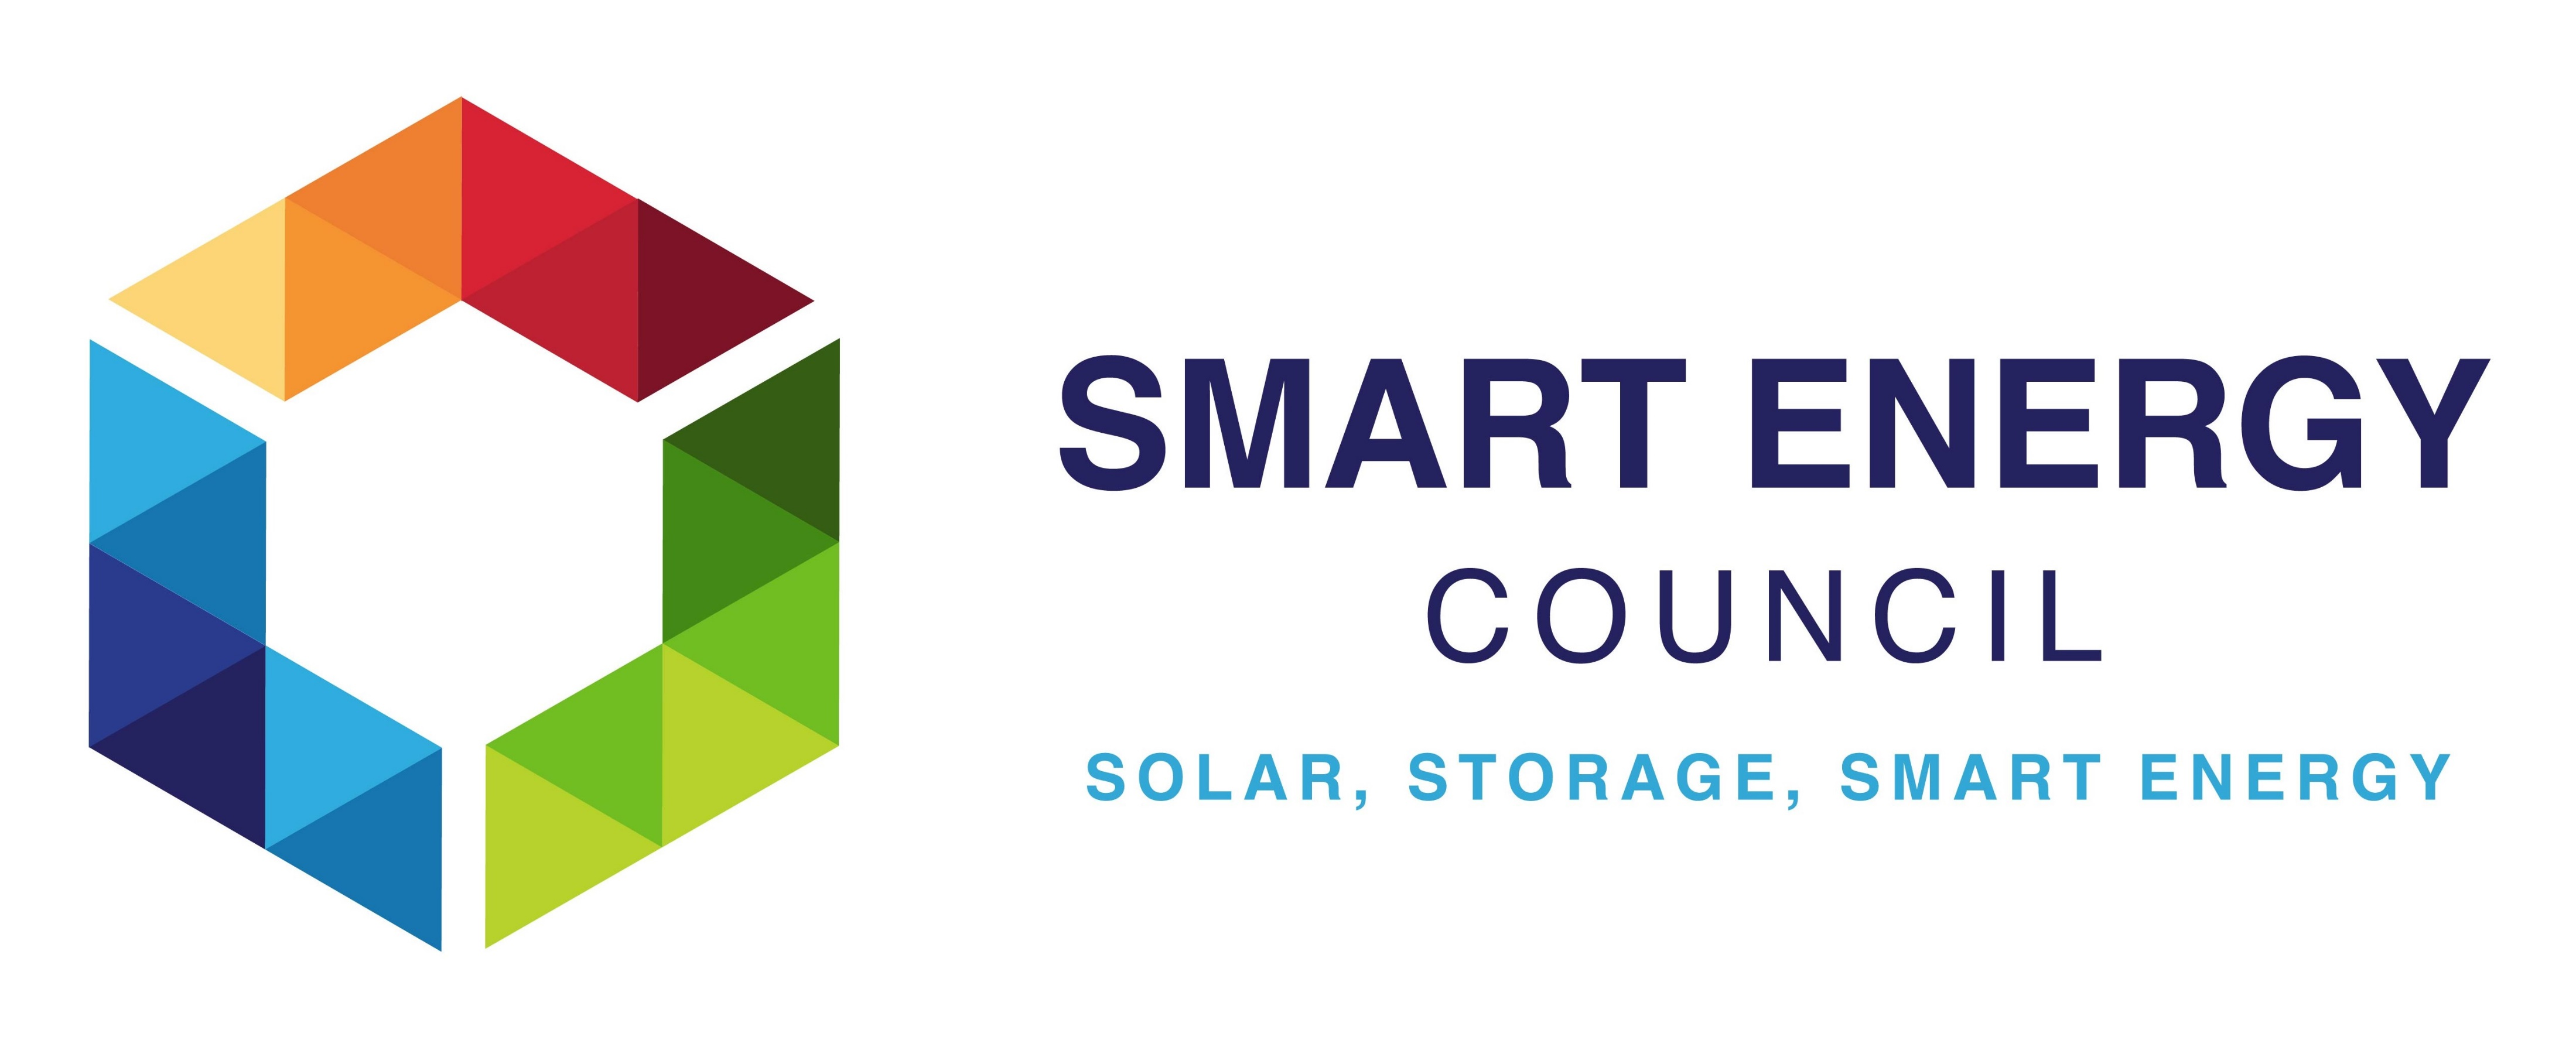 SMART ENERGY
COUNCIL
SOLAR, STORAGE, SMART ENERGY